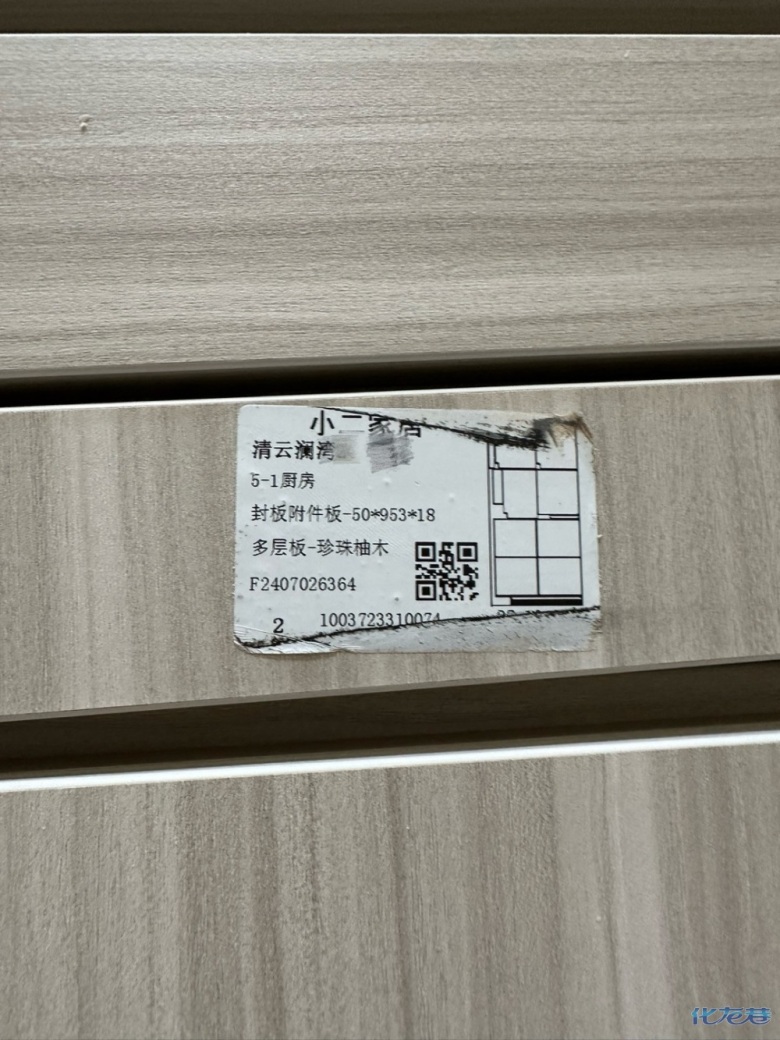 小二家居
清云澜湾
5-1厨房
封板附件板-50*953*18
多层板-珍珠柚木
F2407026364
2 1003723310074
化龙巷